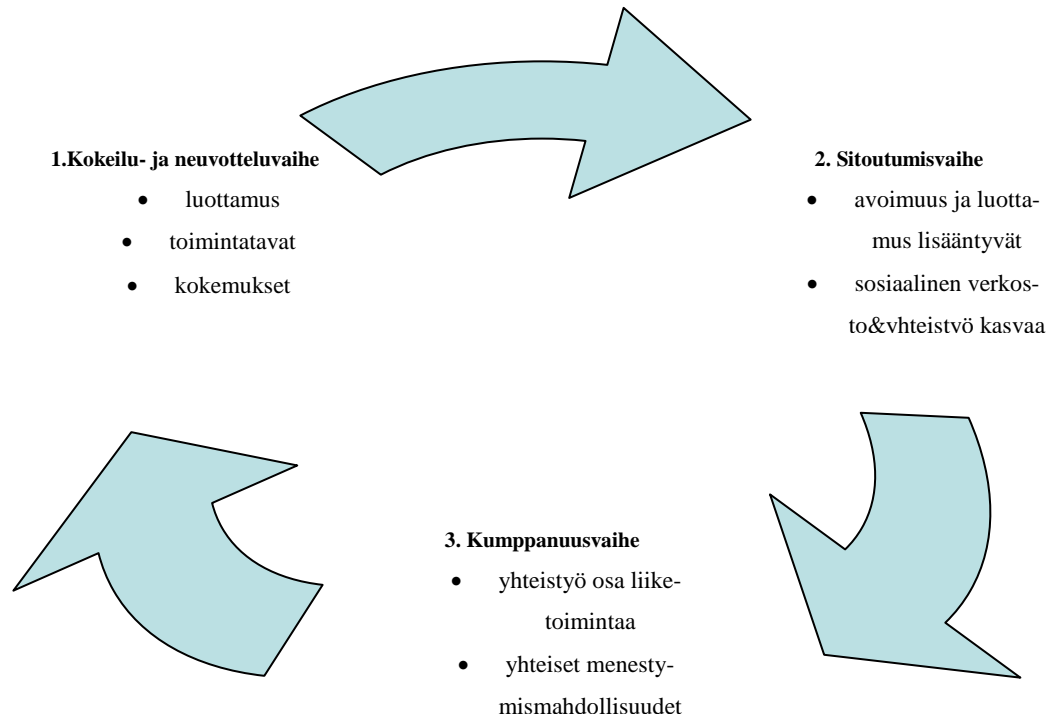 1.Kokeilu- ja neuvotteluvaihe
• luottamus
• toimintatavat
• kokemukset
2. Sitoutumisvaihe
• avoimuus ja luotta-
mus lisääntyvät
• sosiaalinen verkos-
to&vhteistvö kasvaa
3. Kumppanuusvaihe
• yhteistyö osa liike-
toimintaa
• yhteiset menesty-
mismahdollisuudet